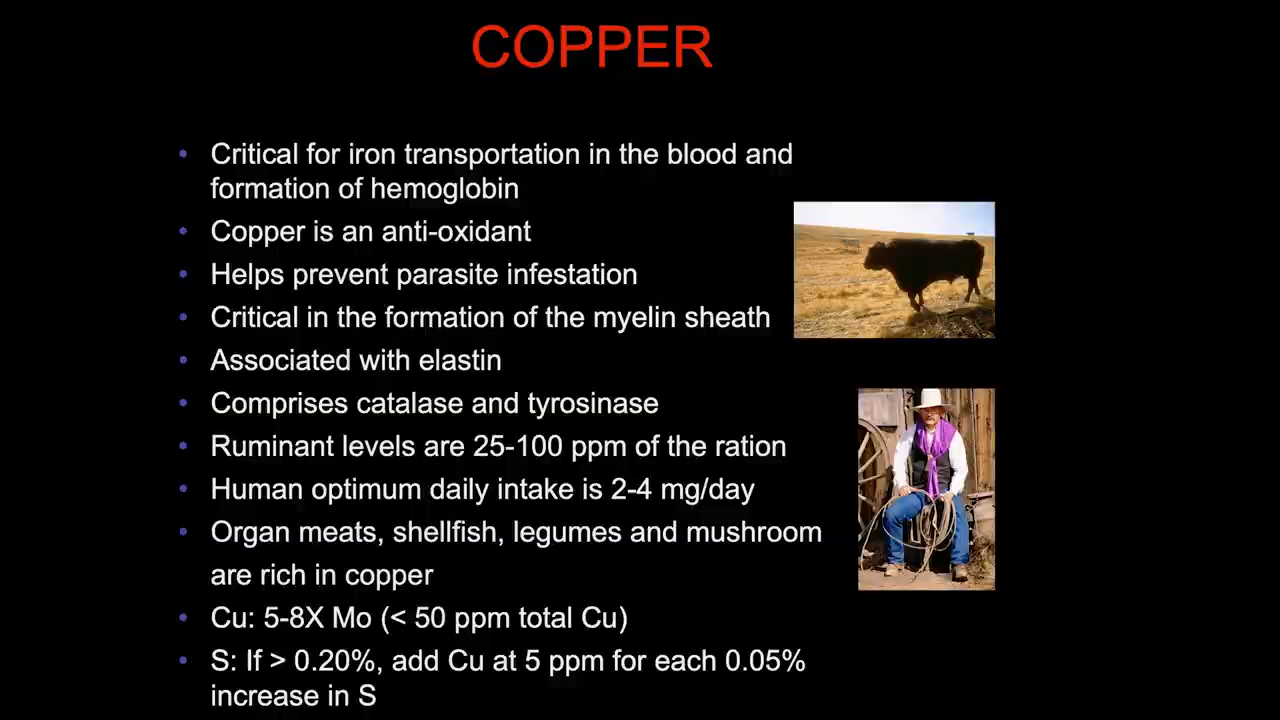 COPPER
• Critical for iron transportation in the blood and
formation of hemoglobin
• Copper is an anti-oxidant
• Helps prevent parasite infestation
• Critical in the formation of the myelin sheath
• Associated with elastin
• Comprises catalase and tyrosinase
• Ruminant levels are 25-100 ppm of the ration
• Human optimum daily intake is 2-4 mg/day
• Organ meats, shellfish, legumes and mushroom
are rich in copper
• Cu: 5-8X Mo (< 50 ppm total Cu)
• S: If > 0.20%, add Cu at 5 ppm for each 0.05%
increase in S